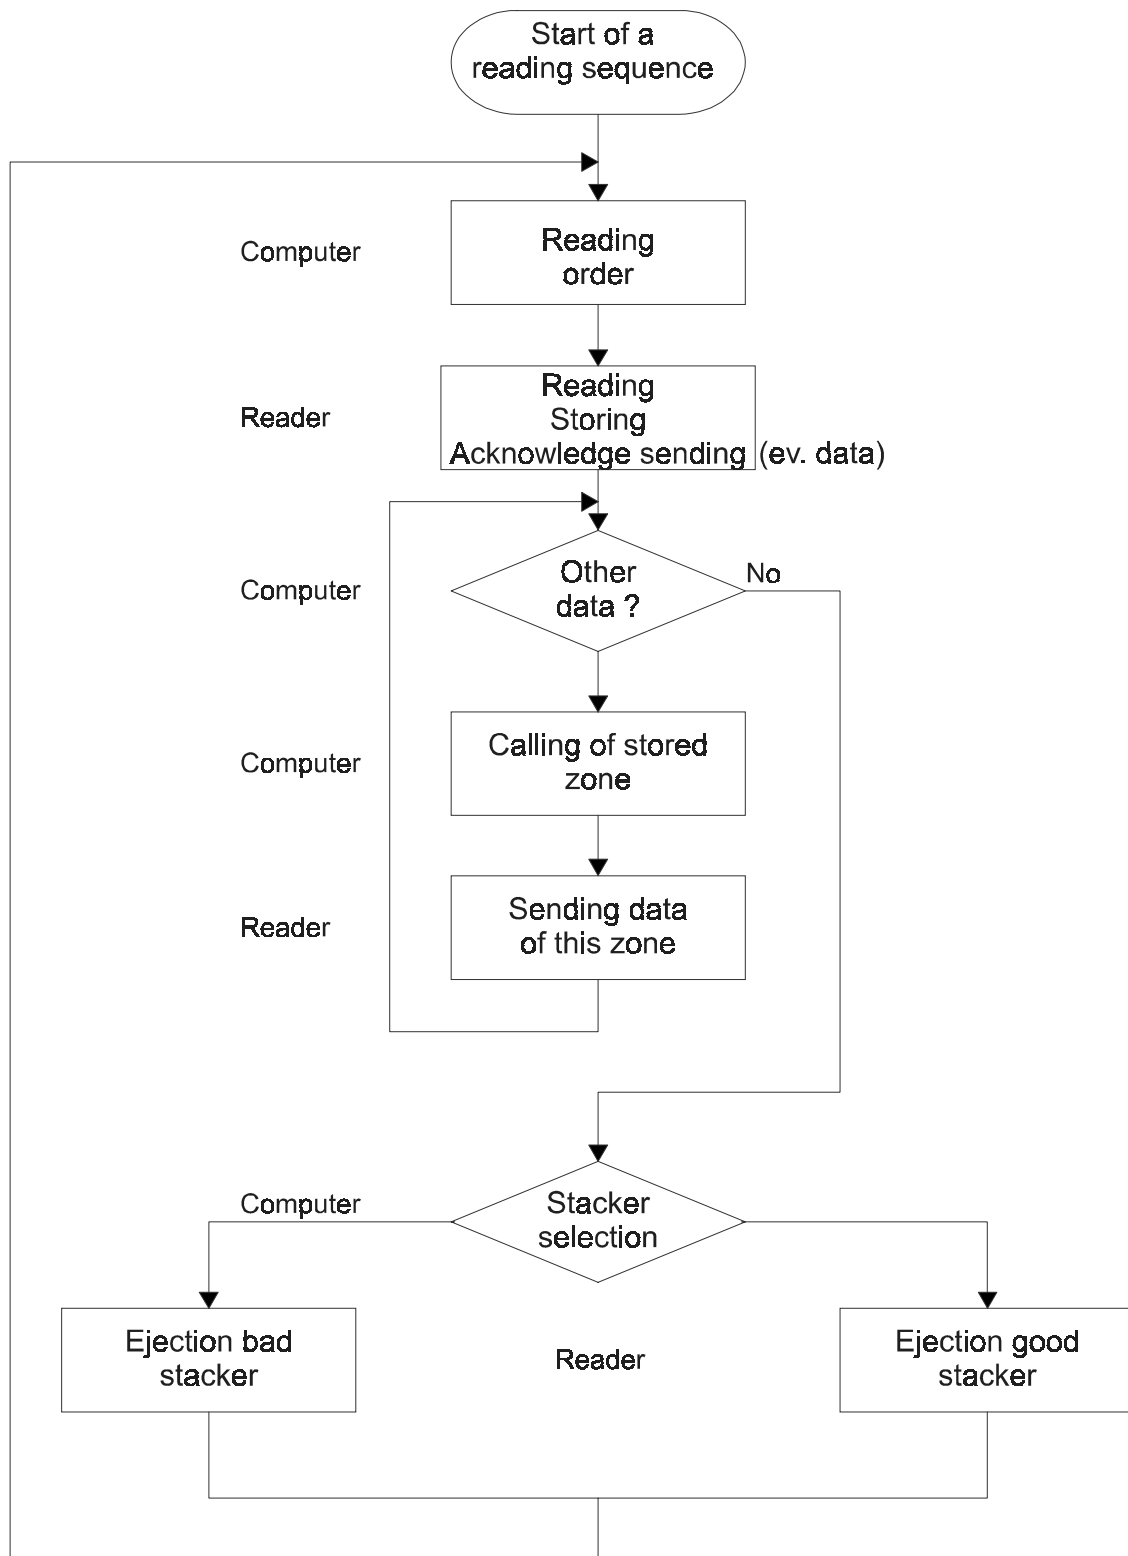 Start of a
reading sequence
Computer
Reading
order
Reader
Reading
Storing
Acknowledge sending (ev. data)
Computer
Other
data ?
No
Computer
Calling of stored
zone
Reader
Sending data
of this zone
Computer
Stacker
selection
Ejection bad
stacker
Reader
Ejection good
stacker